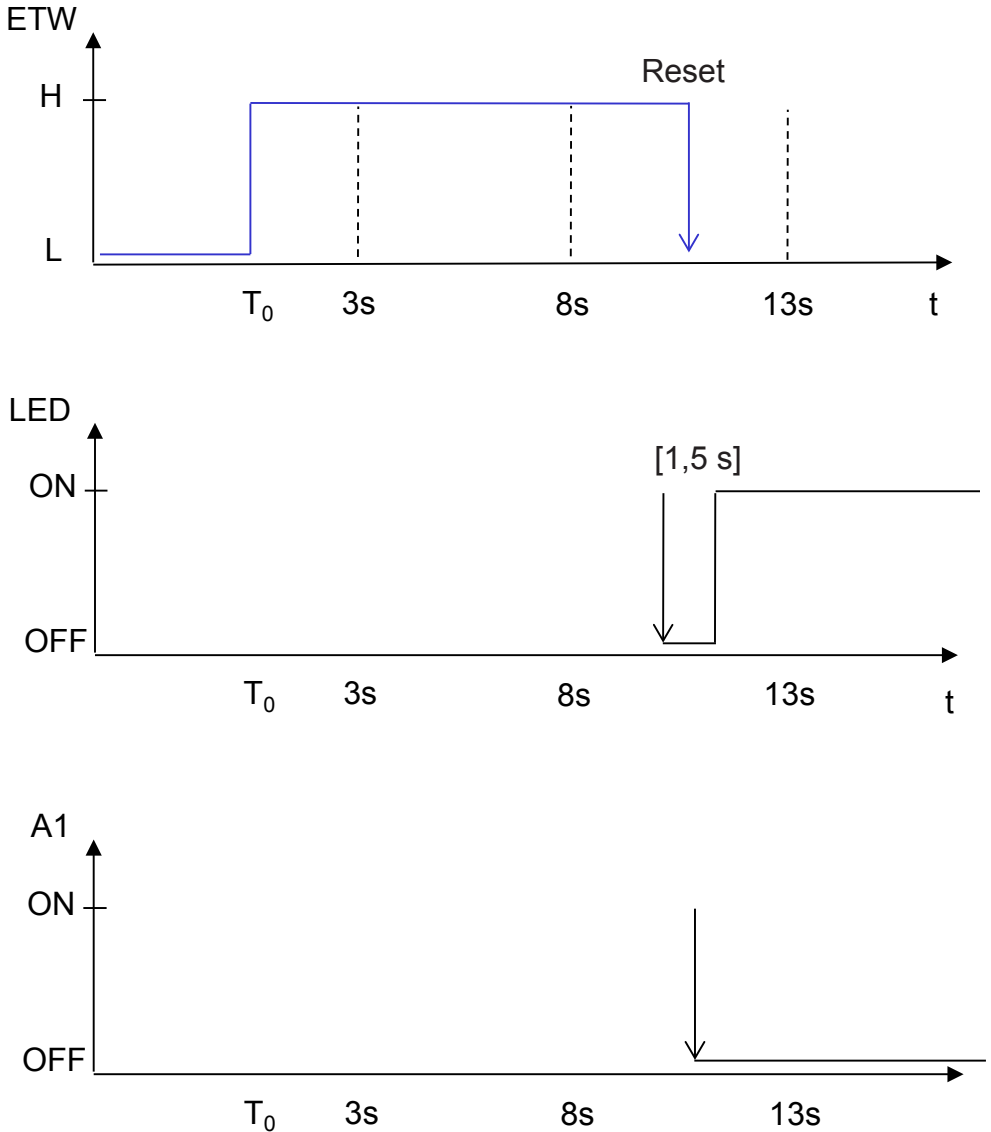 ETW
Reset
H
L
T₀ 3s 8s 13s t
LED
[1,5 s]
ON
OFF
T₀ 3s 8s 13s t
A1
ON
OFF
T₀ 3s 8s 13s